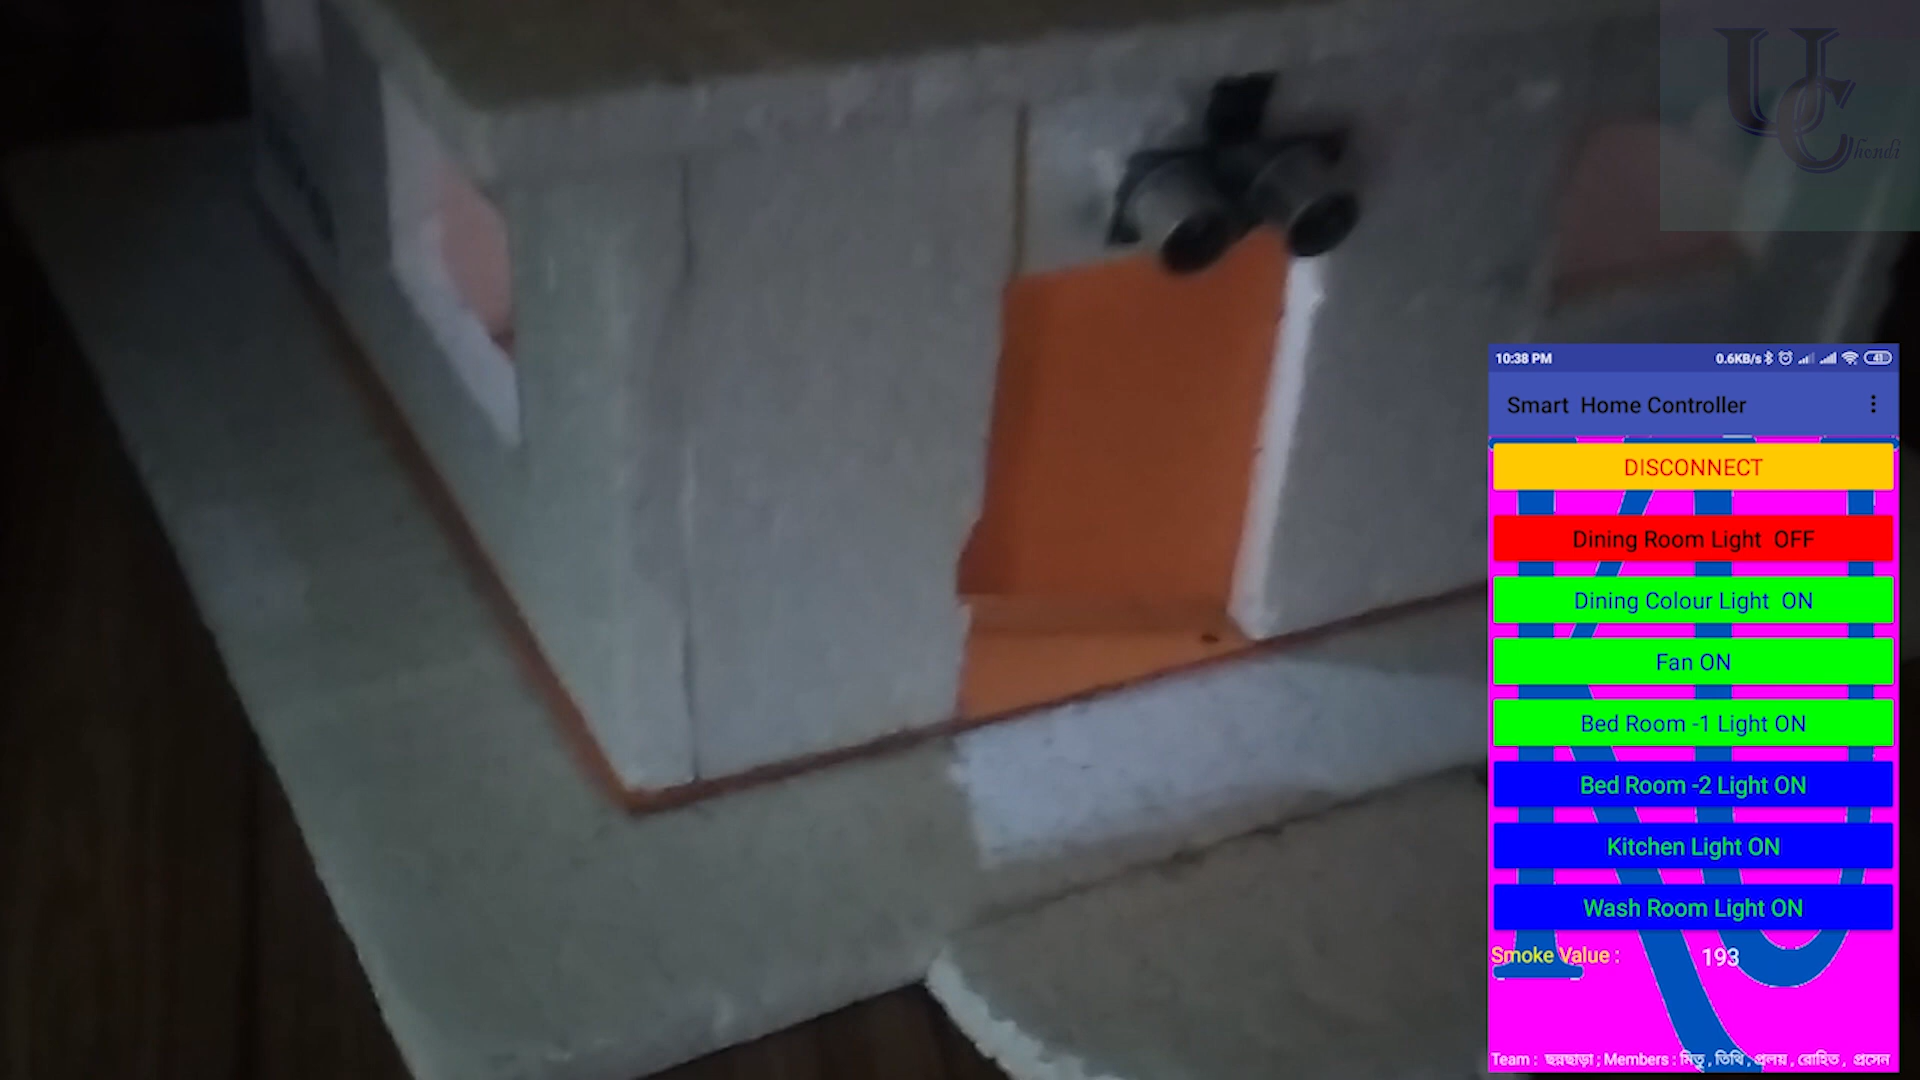 UChondi
10:38 PM 0.6KB/s 41
Smart Home Controller
DISCONNECT
Dining Room Light OFF
Dining Colour Light ON
Fan ON
Bed Room -1 Light ON
Bed Room -2 Light ON
Kitchen Light ON
Wash Room Light ON
Smoke Value : 193
Team : ছন্নছাড়া ; Members : মিতু , তিথি , প্রলয় , রোহিত , প্রসেন